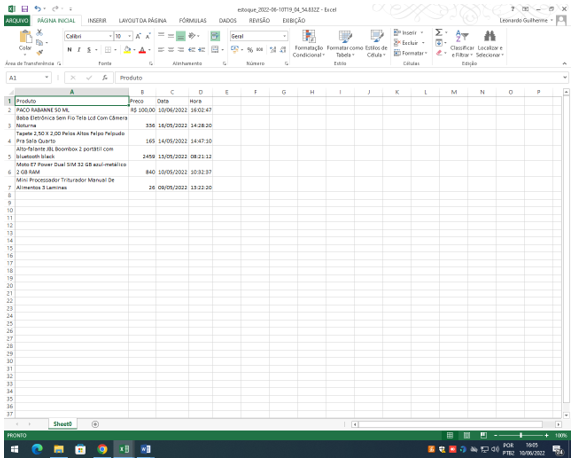 estoque_2022-06-10T19_04_54.832Z - Excel
ARQUIVO PÁGINA INICIAL INSERIR LAYOUT DA PÁGINA FÓRMULAS DADOS REVISÃO EXIBIÇÃO Leonardo Guilherme
Colar Calibri 10 Geral Formatação Condicional Formatar como Tabela Estilos de Célula Inserir Excluir Formatar Classificar e Filtrar Localizar e Selecionar
Área de Transferência Fonte Alinhamento Número Estilo Células Edição
A1 Produto
A B C D E F G H I J K L M N O P
1 Produto Preco Data Hora
2 PACO RABANNE 50 ML R$ 100,00 10/06/2022 16:02:47
Baba Eletrônica Sem Fio Tela Lcd Com Câmera
3 Noturna 336 16/05/2022 14:28:20
Tapete 2,50 X 2,00 Pelos Altos Felpo Felpudo
4 Pra Sala Quarto 165 14/05/2022 14:47:10
Alto-falante JBL Boombox 2 portátil com
5 bluetooth black 2459 13/05/2022 08:21:12
Moto E7 Power Dual SIM 32 GB azul-metálico
6 2 GB RAM 840 10/05/2022 10:32:37
Mini Processador Triturador Manual De
7 Alimentos 3 Laminas 26 09/05/2022 13:22:20
8
9
10
11
12
13
14
15
16
17
18
19
20
21
22
23
24
25
26
27
28
29
30
31
32
33
34
35
36
37
Sheet0
PRONTO 100%
POR 19:05
PTB2 10/06/2022